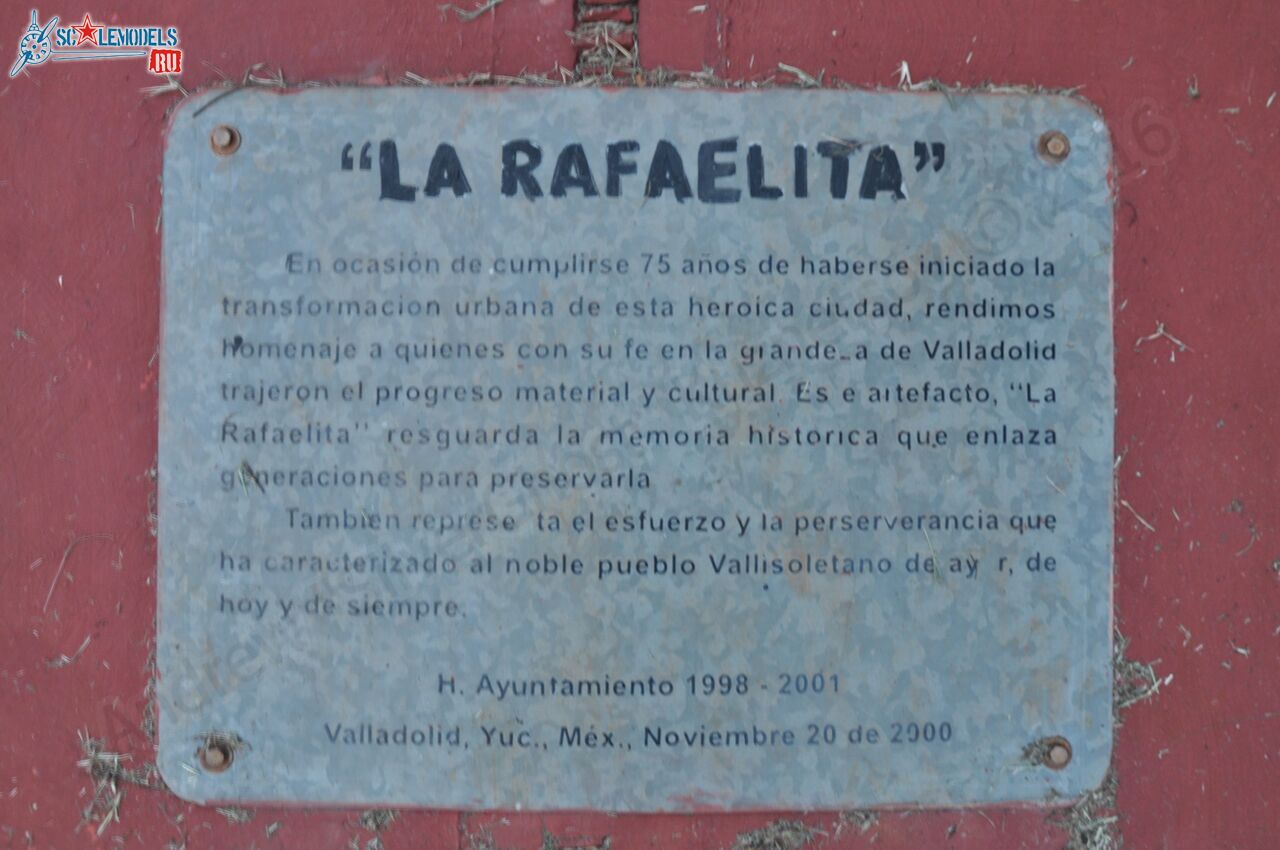 SCALEMODELS
RU
“LA RAFAELITA”
En ocasión de cumplirse 75 años de haberse iniciado la
transformacion urbana de esta heroica ciudad, rendimos
homenaje a quienes con su fe en la grande a de Valladolid
trajeron el progreso material y cultural. Es e artefacto, “La
Rafaelita” resguarda la memoria historica que enlaza
generaciones para preservarla
Tambien represe ta el esfuerzo y la perserverancia que
ha caracterizado al noble pueblo Vallisoletano de ay r, de
hoy y de siempre.
H. Ayuntamiento 1998 - 2001
Valladolid, Yuc., Méx., Noviembre 20 de 2000